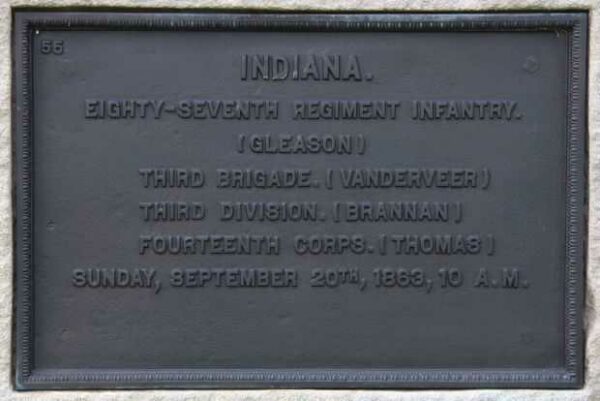 55
INDIANA.
EIGHTY-SEVENTH REGIMENT INFANTRY.
(GLEASON)
THIRD BRIGADE. (VANDERVEER)
THIRD DIVISION. (BRANNAN)
FOURTEENTH CORPS. (THOMAS)
SUNDAY, SEPTEMBER 20TH, 1863, 10 A.M.